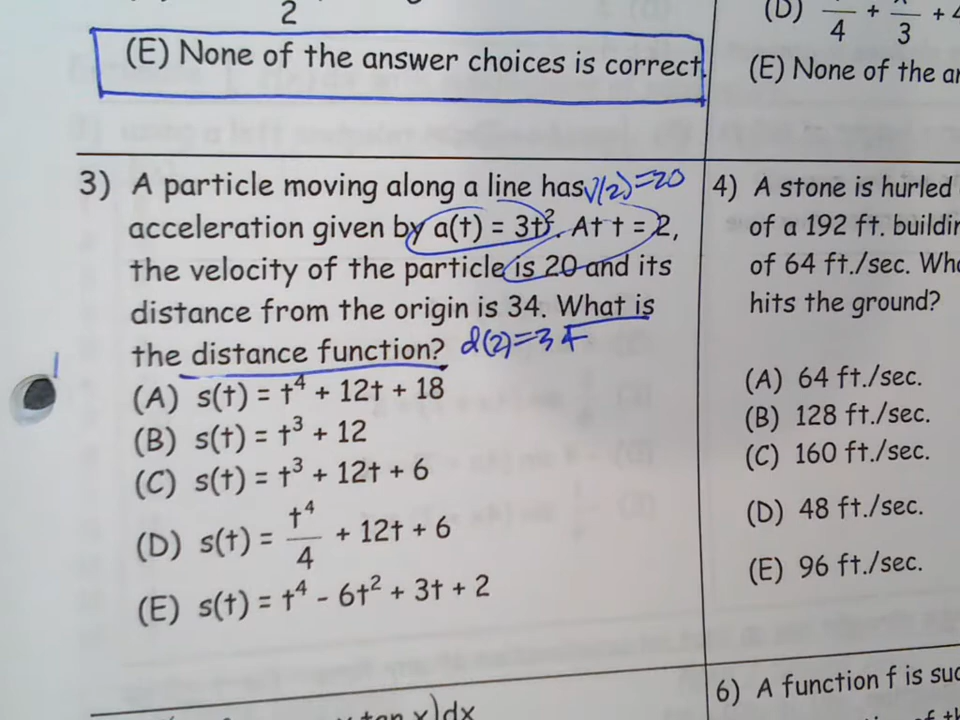 2
(E) None of the answer choices is correct.
(D) — + — +
4 3
(E) None of the
3) A particle moving along a line has v(2)=20
acceleration given by a(t) = 3t². At t = 2,
the velocity of the particle is 20 and its
distance from the origin is 34. What is
the distance function? d(2)=34
(A) s(t) = t⁴ + 12t + 18
(B) s(t) = t³ + 12
(C) s(t) = t³ + 12t + 6
(D) s(t) = t⁴/4 + 12t + 6
(E) s(t) = t⁴ - 6t² + 3t + 2
4) A stone is hurled
of a 192 ft.
of 64 ft./sec.
hits the ground?
(A) 64 ft./sec.
(B) 128 ft./sec.
(C) 160 ft./sec.
(D) 48 ft./sec.
(E) 96 ft./sec.
6) A function f is
tan x)dx